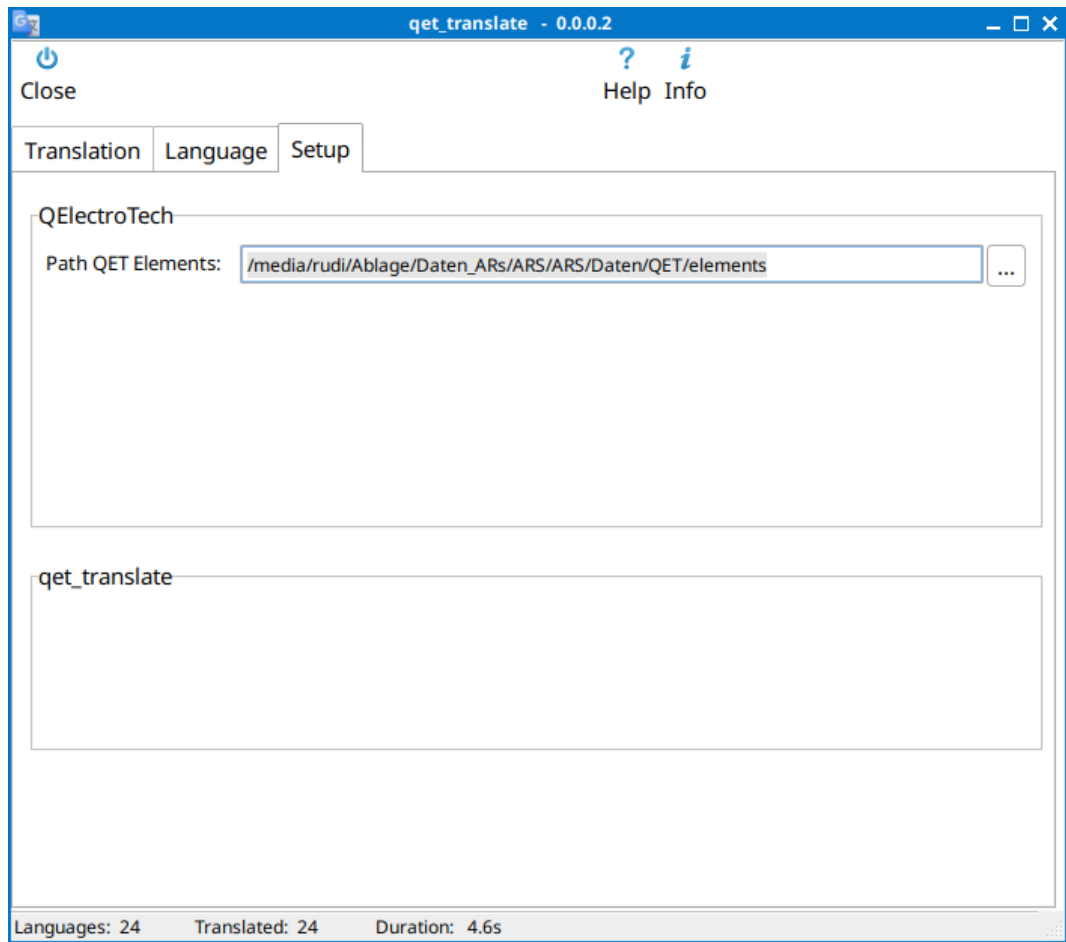 qet_translate - 0.0.0.2
Close
Help Info
Translation Language Setup
QElectroTech
Path QET Elements: /media/rudi/Ablage/Daten_ARs/ARS/ARS/Daten/QET/elements ...
qet_translate
Languages: 24 Translated: 24 Duration: 4.6s